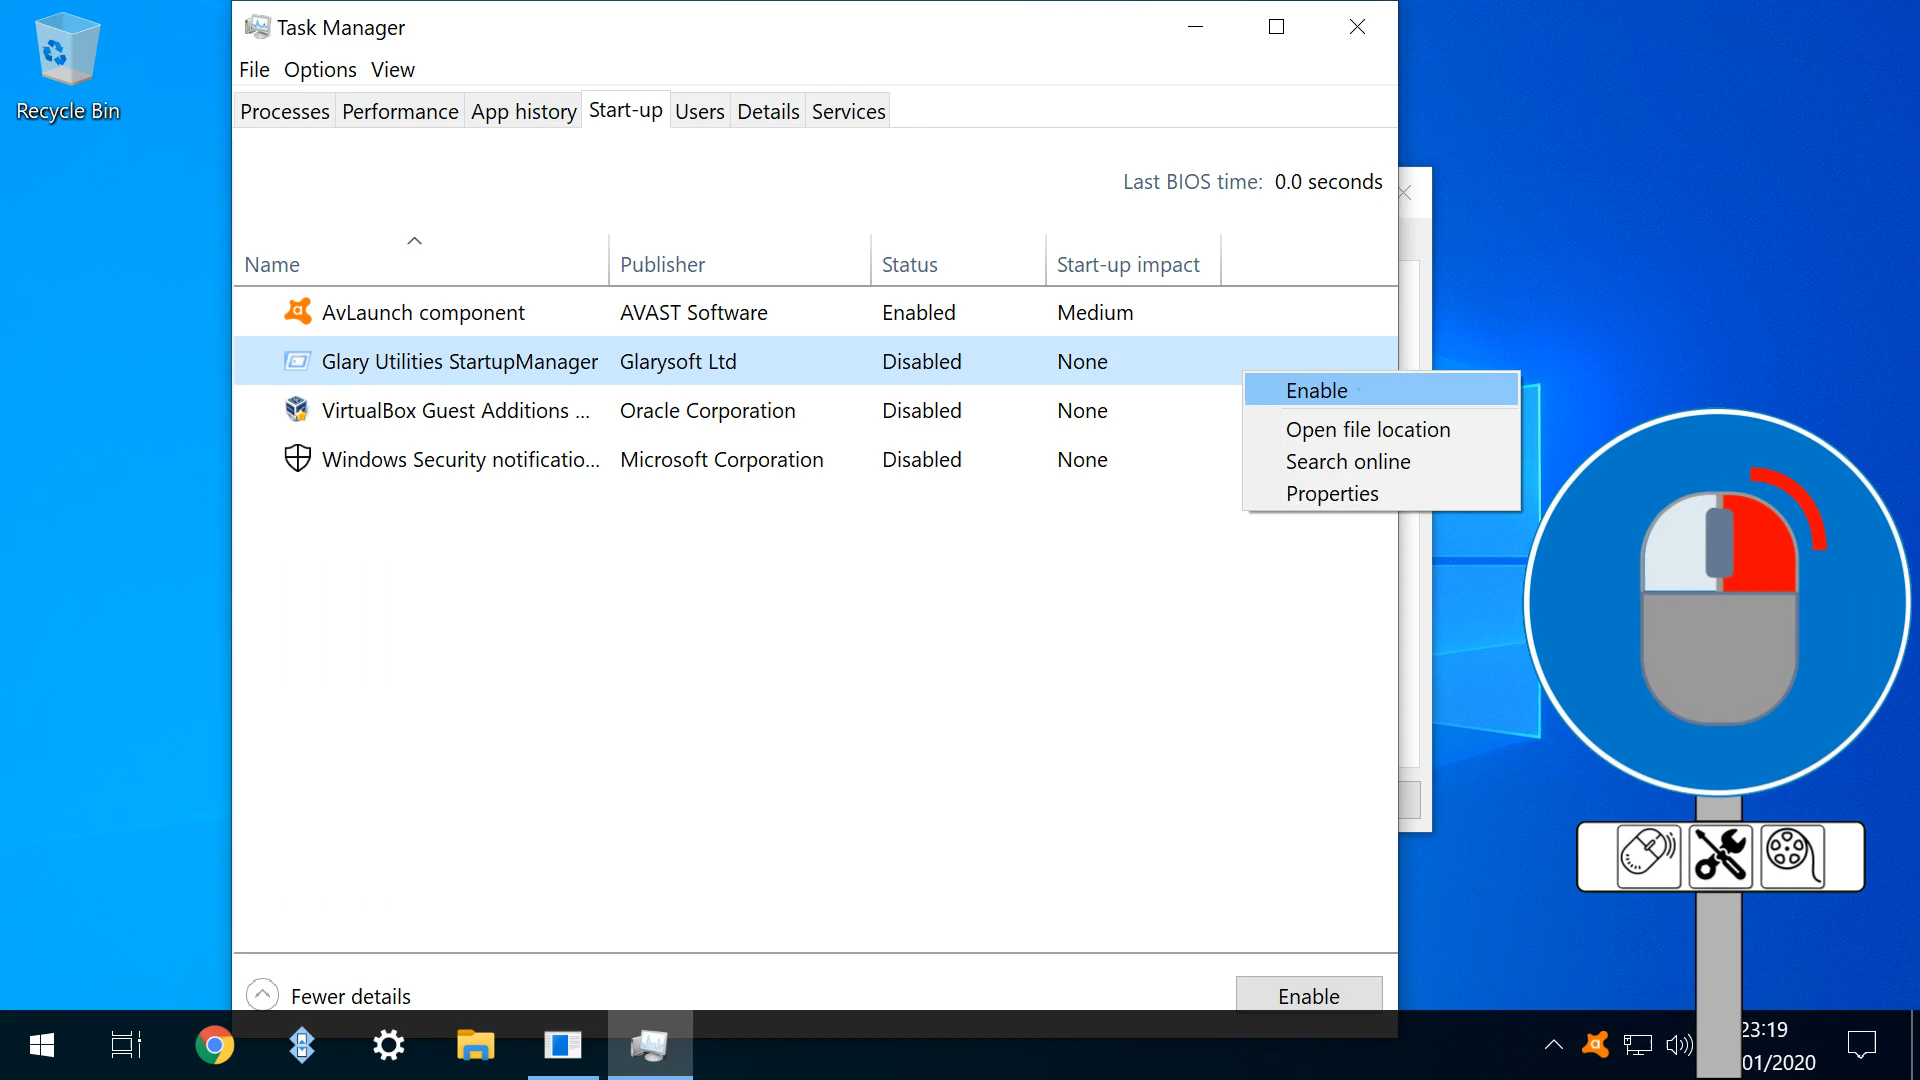 Recycle Bin
Task Manager
File Options View
Processes Performance App history Start-up Users Details Services
Last BIOS time: 0.0 seconds
Name Publisher Status Start-up impact
AvLaunch component AVAST Software Enabled Medium
Glary Utilities StartupManager Glarysoft Ltd Disabled None
VirtualBox Guest Additions ... Oracle Corporation Disabled None
Windows Security notificatio... Microsoft Corporation Disabled None
Enable
Open file location
Search online
Properties
Fewer details
Enable
23:19
01/2020